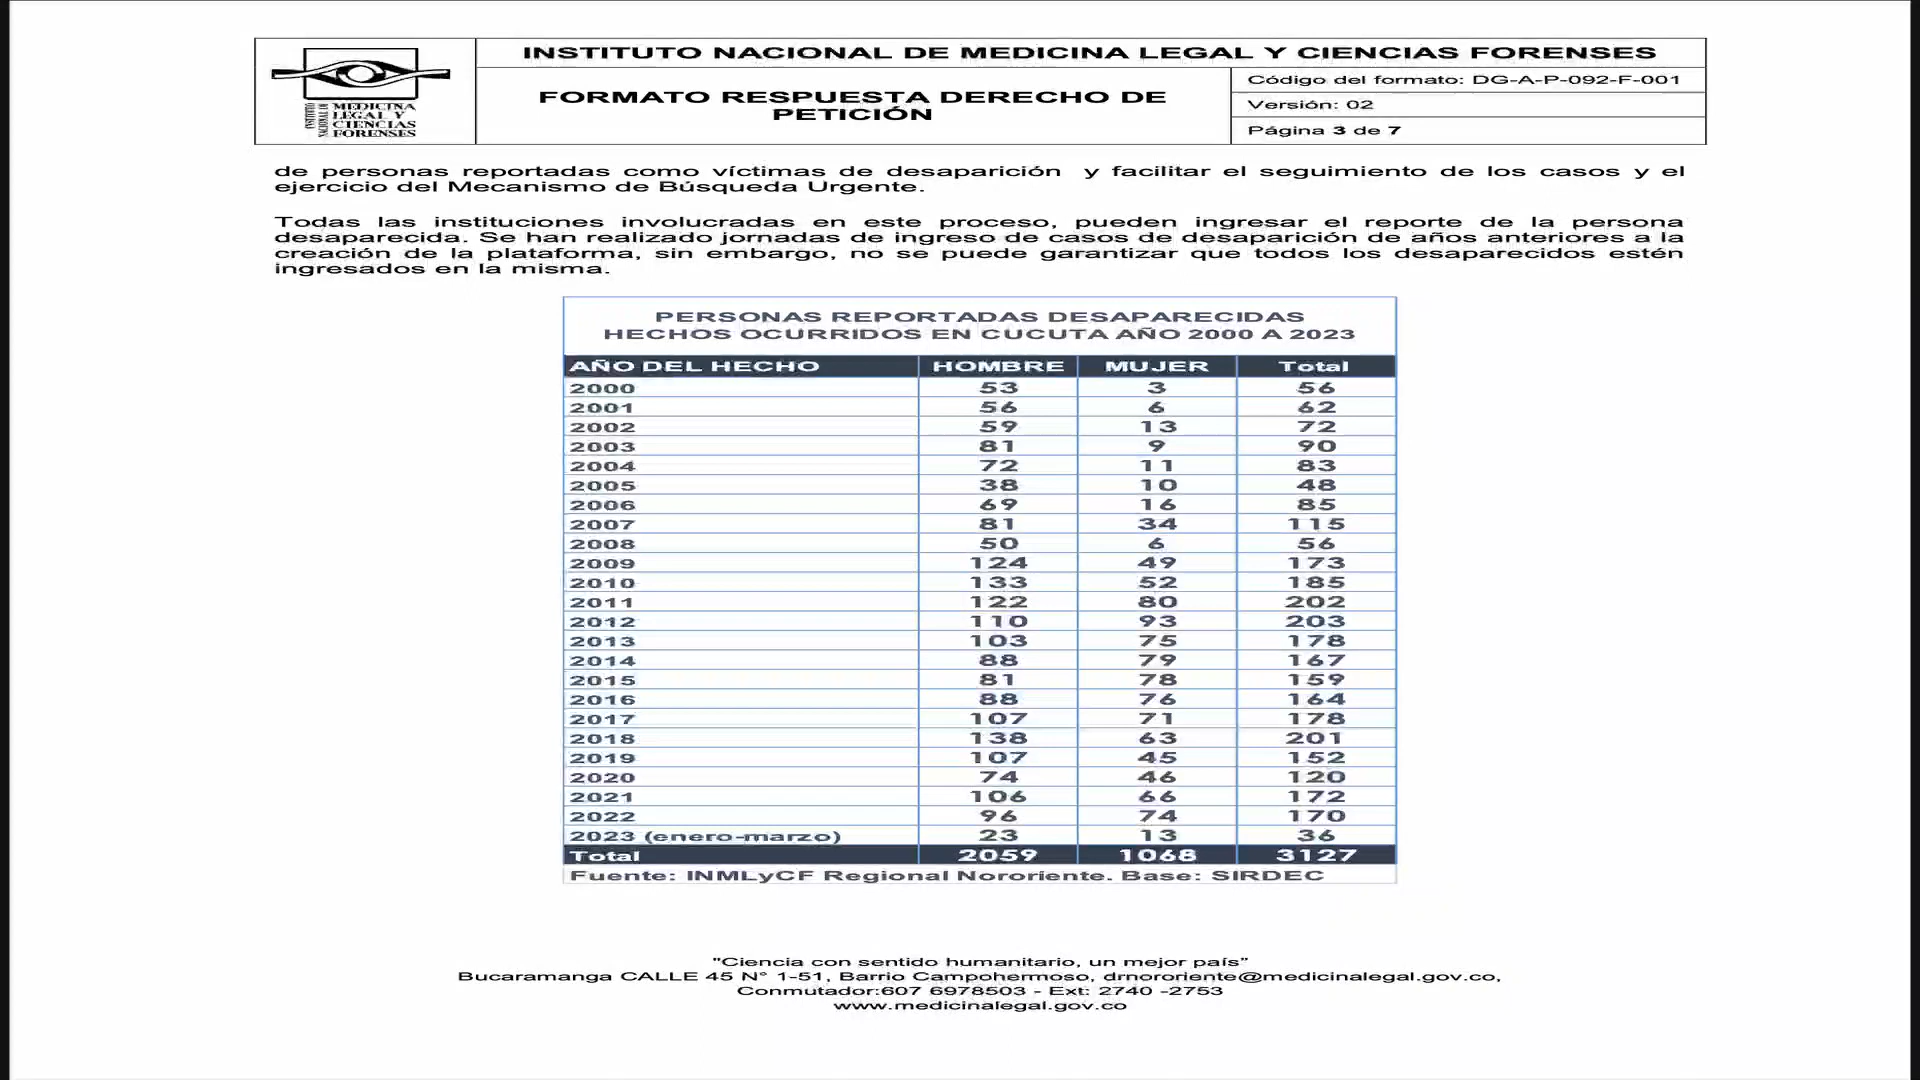 INSTITUTO NACIONAL DE MEDICINA LEGAL Y CIENCIAS FORENSES
INSTITUTO
NACIONAL DE
MEDICINA
LEGAL Y
CIENCIAS
FORENSES
FORMATO RESPUESTA DERECHO DE
PETICIÓN
Código del formato: DG-A-P-092-F-001
Versión: 02
Página 3 de 7
de personas reportadas como víctimas de desaparición y facilitar el seguimiento de los casos y el
ejercicio del Mecanismo de Búsqueda Urgente.
Todas las instituciones involucradas en este proceso, pueden ingresar el reporte de la persona
desaparecida. Se han realizado jornadas de ingreso de casos de desaparición de años anteriores a la
creación de la plataforma, sin embargo, no se puede garantizar que todos los desaparecidos estén
ingresados en la misma.
PERSONAS REPORTADAS DESAPARECIDAS
HECHOS OCURRIDOS EN CUCUTA AÑO 2000 A 2023
AÑO DEL HECHO HOMBRE MUJER Total
2000 53 3 56
2001 56 6 62
2002 59 13 72
2003 81 9 90
2004 72 11 83
2005 38 10 48
2006 69 16 85
2007 81 34 115
2008 50 6 56
2009 124 49 173
2010 133 52 185
2011 122 80 202
2012 110 93 203
2013 103 75 178
2014 88 79 167
2015 81 78 159
2016 88 76 164
2017 107 71 178
2018 138 63 201
2019 107 45 152
2020 74 46 120
2021 106 66 172
2022 96 74 170
2023 (enero-marzo) 23 13 36
Total 2059 1068 3127
Fuente: INMLyCF Regional Nororiente. Base: SIRDEC
"Ciencia con sentido humanitario, un mejor país"
Bucaramanga CALLE 45 N° 1-51, Barrio Campohermoso, drnororiente@medicinalegal.gov.co,
Conmutador:607 6978503 - Ext: 2740 -2753
www.medicinalegal.gov.co